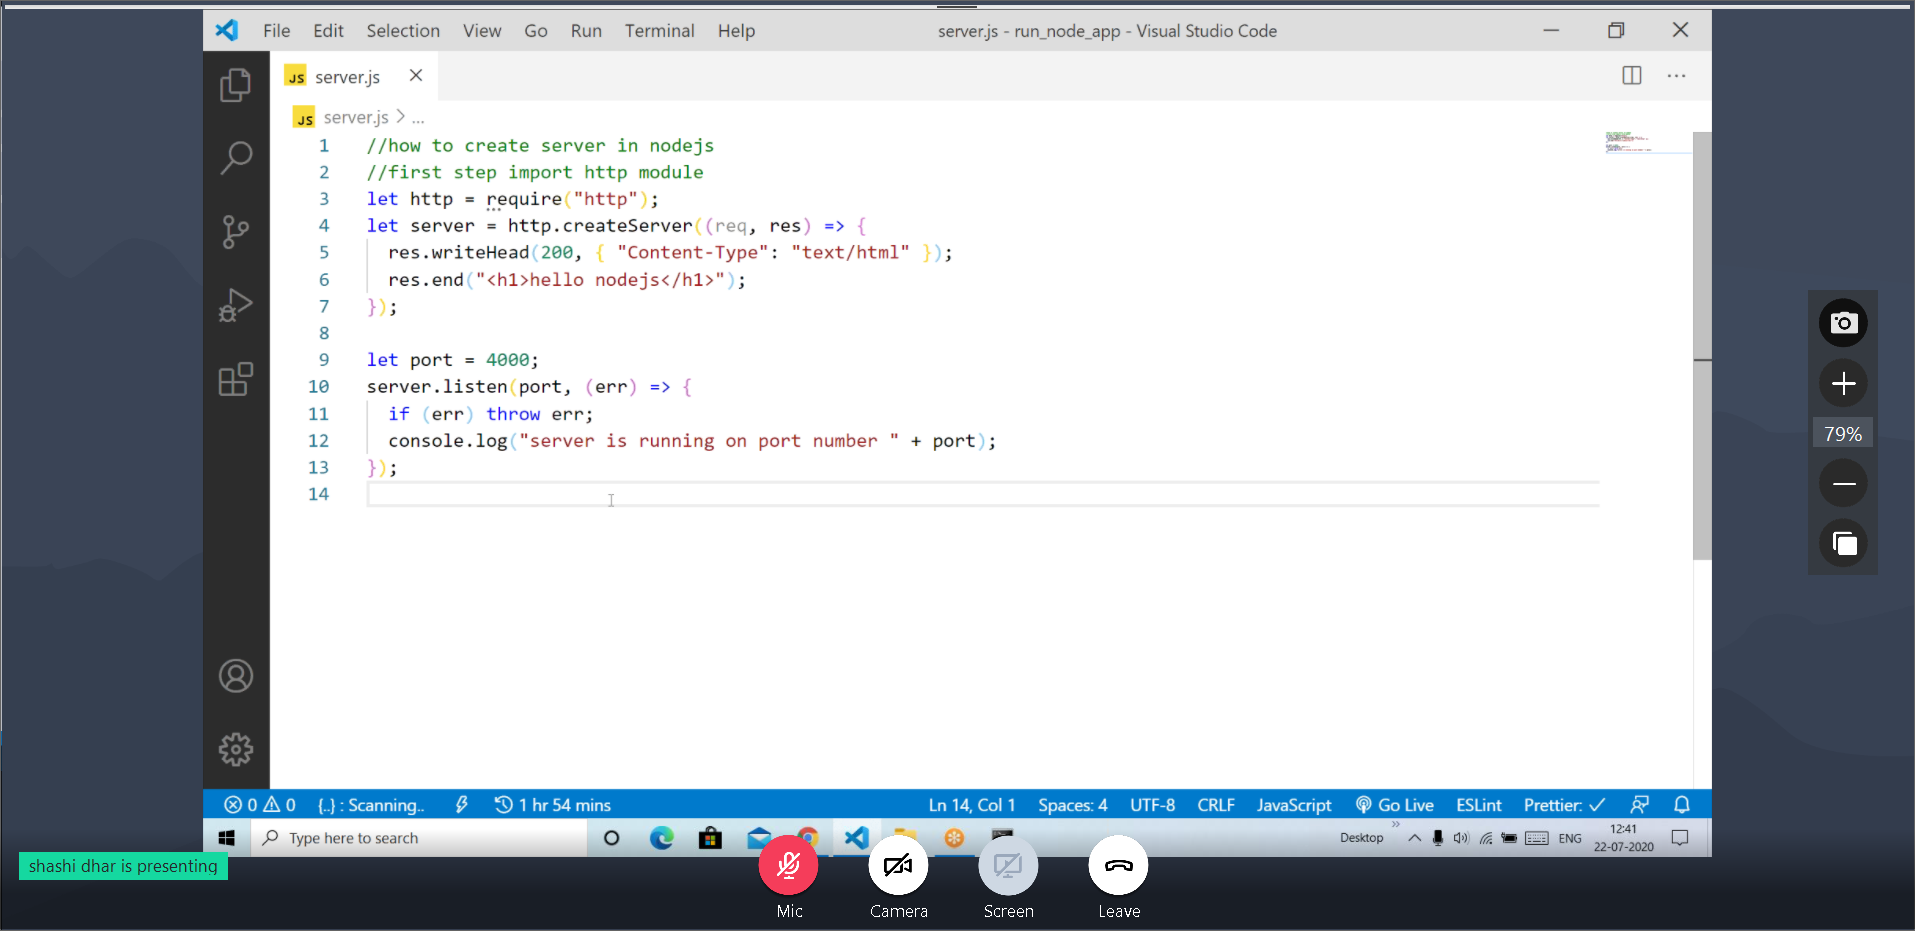 File Edit Selection View Go Run Terminal Help server.js - run_node_app - Visual Studio Code
JS server.js
JS server.js > ...
1 //how to create server in nodejs
2 //first step import http module
3 let http = require("http");
4 let server = http.createServer((req, res) => {
5   res.writeHead(200, { "Content-Type": "text/html" });
6   res.end("<h1>hello nodejs</h1>");
7 });
8
9 let port = 4000;
10 server.listen(port, (err) => {
11   if (err) throw err;
12   console.log("server is running on port number " + port);
13 });
14
79%
0 0 {..} : Scanning.. 1 hr 54 mins Ln 14, Col 1 Spaces: 4 UTF-8 CRLF JavaScript Go Live ESLint Prettier: ✓
Type here to search Desktop » ENG 12:41
22-07-2020
shashi dhar is presenting
Mic Camera Screen Leave